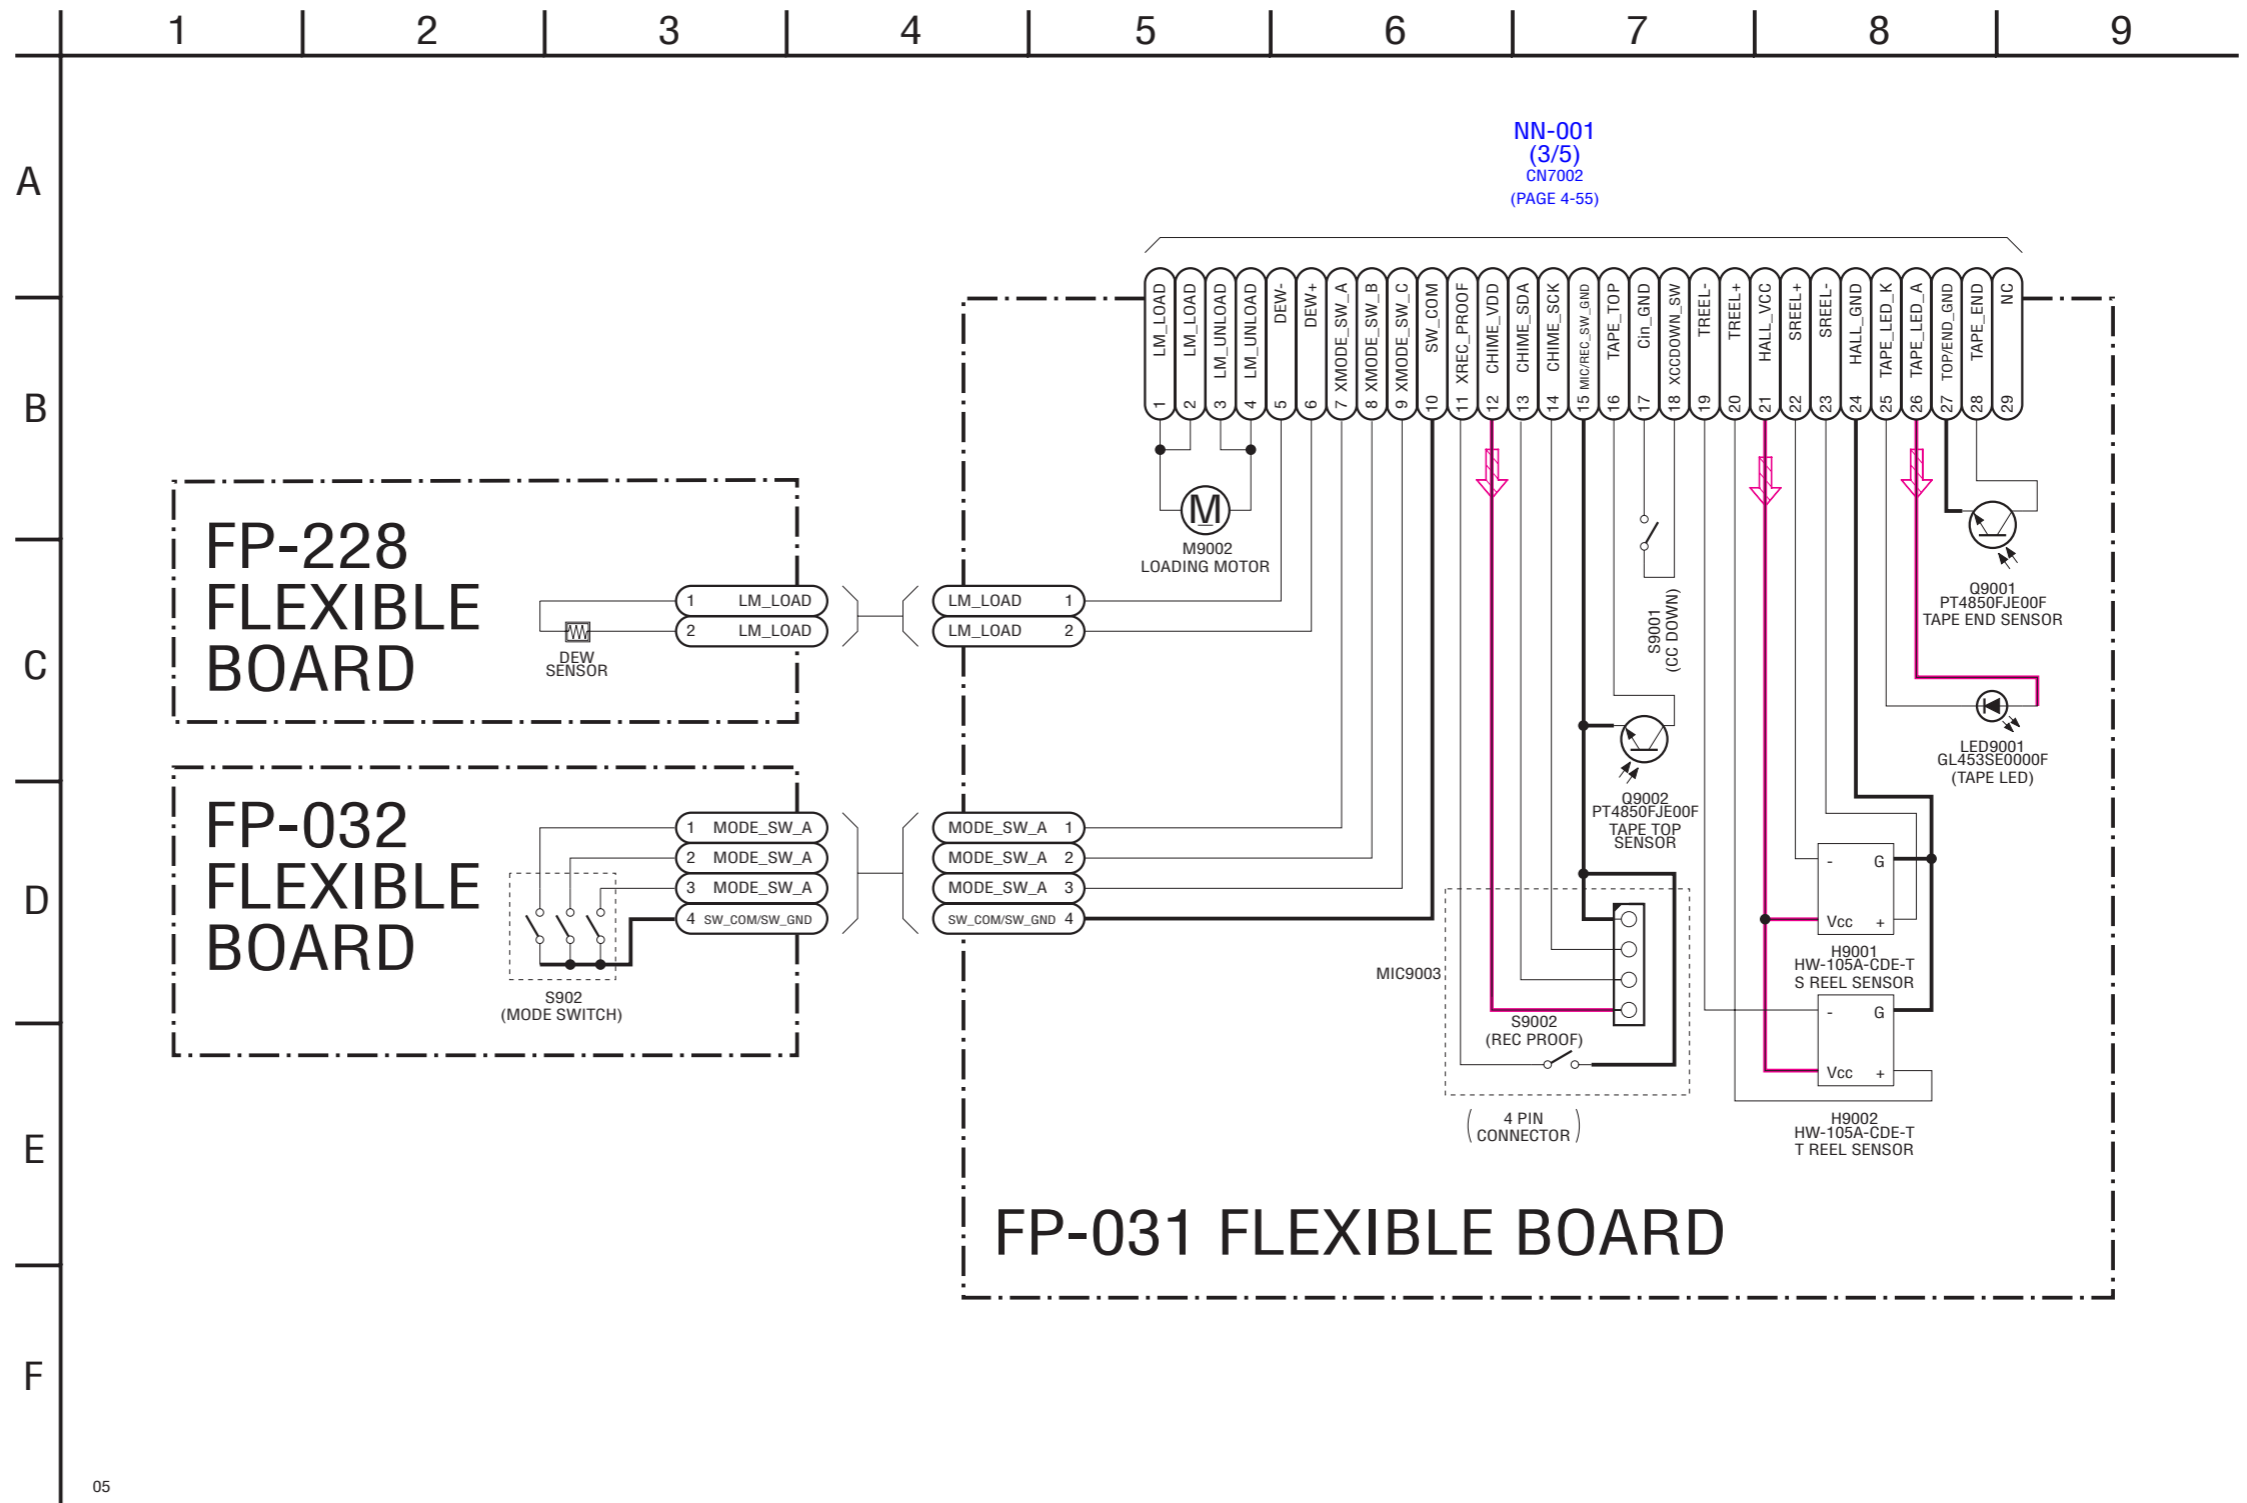 1 2 3 4 5 6 7 8 9
A
B
C
D
E
F
NN-001
(3/5)
CN7002
(PAGE 4-55)
1 LM_LOAD
2 LM_LOAD
3 LM_UNLOAD
4 LM_UNLOAD
5 DEW-
6 DEW+
7 XMODE_SW_A
8 XMODE_SW_B
9 XMODE_SW_C
10 SW_COM
11 XREC_PROOF
12 CHIME_VDD
13 CHIME_SDA
14 CHIME_SCK
15 MIC/REC_SW_GND
16 TAPE_TOP
17 Cin_GND
18 XCCDOWN_SW
19 TREEL-
20 TREEL+
21 HALL_VCC
22 SREEL+
23 SREEL-
24 HALL_GND
25 TAPE_LED_K
26 TAPE_LED_A
27 TOP/END_GND
28 TAPE_END
29 NC
M
M9002
LOADING MOTOR
FP-228
FLEXIBLE
BOARD
DEW
SENSOR
1 LM_LOAD
2 LM_LOAD
LM_LOAD 1
LM_LOAD 2
S9001
(CC DOWN)
Q9001
PT4850FJE00F
TAPE END SENSOR
LED9001
GL453SE0000F
(TAPE LED)
Q9002
PT4850FJE00F
TAPE TOP
SENSOR
FP-032
FLEXIBLE
BOARD
1 MODE_SW_A
2 MODE_SW_A
3 MODE_SW_A
4 SW_COM/SW_GND
MODE_SW_A 1
MODE_SW_A 2
MODE_SW_A 3
SW_COM/SW_GND 4
S902
(MODE SWITCH)
MIC9003
S9002
(REC PROOF)
4 PIN
CONNECTOR
- G
Vcc +
H9001
HW-105A-CDE-T
S REEL SENSOR
- G
Vcc +
H9002
HW-105A-CDE-T
T REEL SENSOR
FP-031 FLEXIBLE BOARD
05